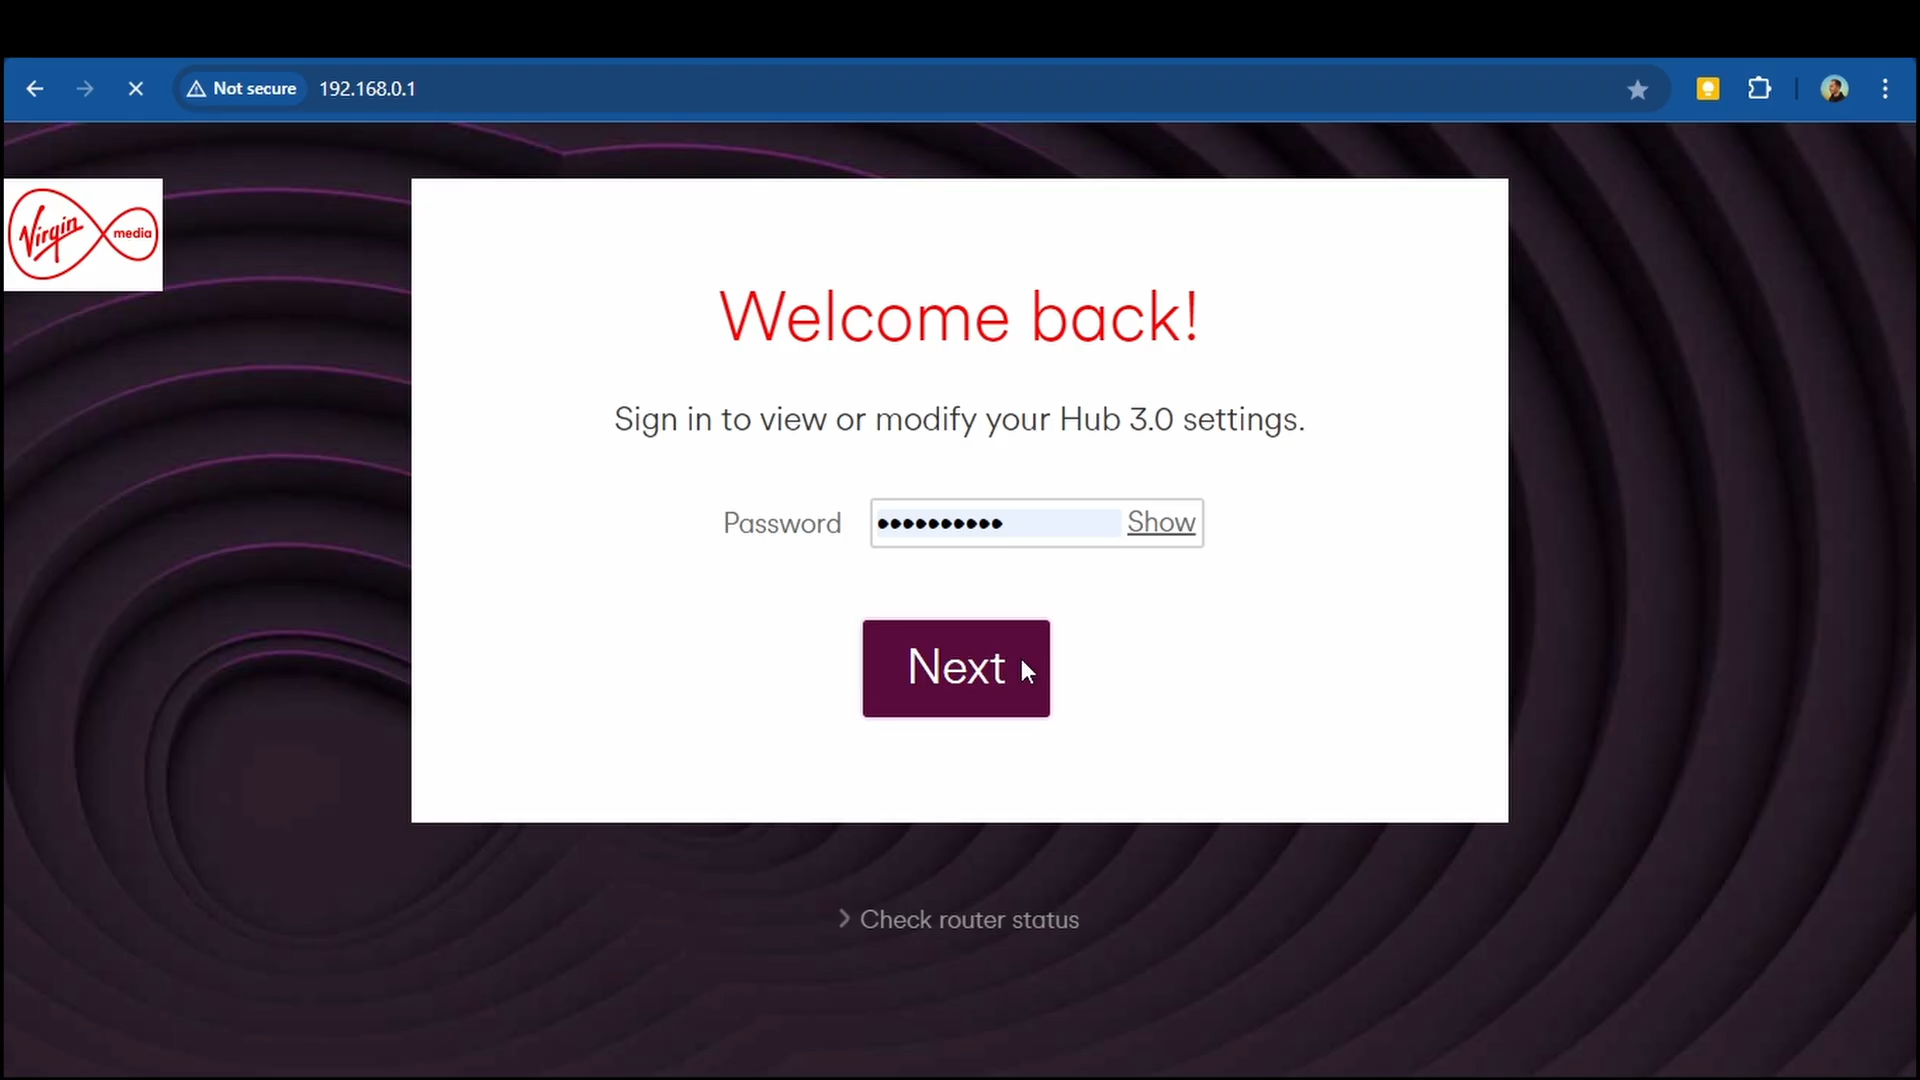 Not secure 192.168.0.1
Virgin media
Welcome back!
Sign in to view or modify your Hub 3.0 settings.
Password •••••••••• Show
Next
Check router status